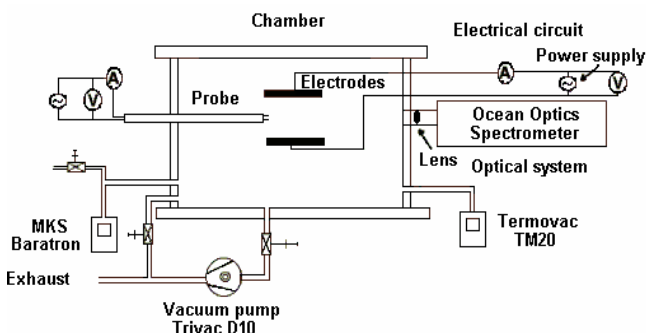 Chamber
Electrical circuit
Power supply
A
Electrodes
A
V
Probe
V
Ocean Optics
Spectrometer
Lens
Optical system
MKS
Baratron
Termovac
TM20
Exhaust
Vacuum pump
Trivac D10